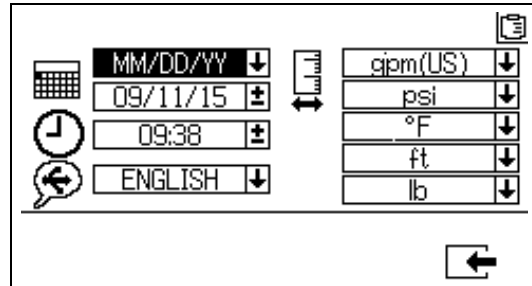 MM/DD/YY
09/11/15
09:38
ENGLISH
gpm(US)
psi
°F
ft
lb